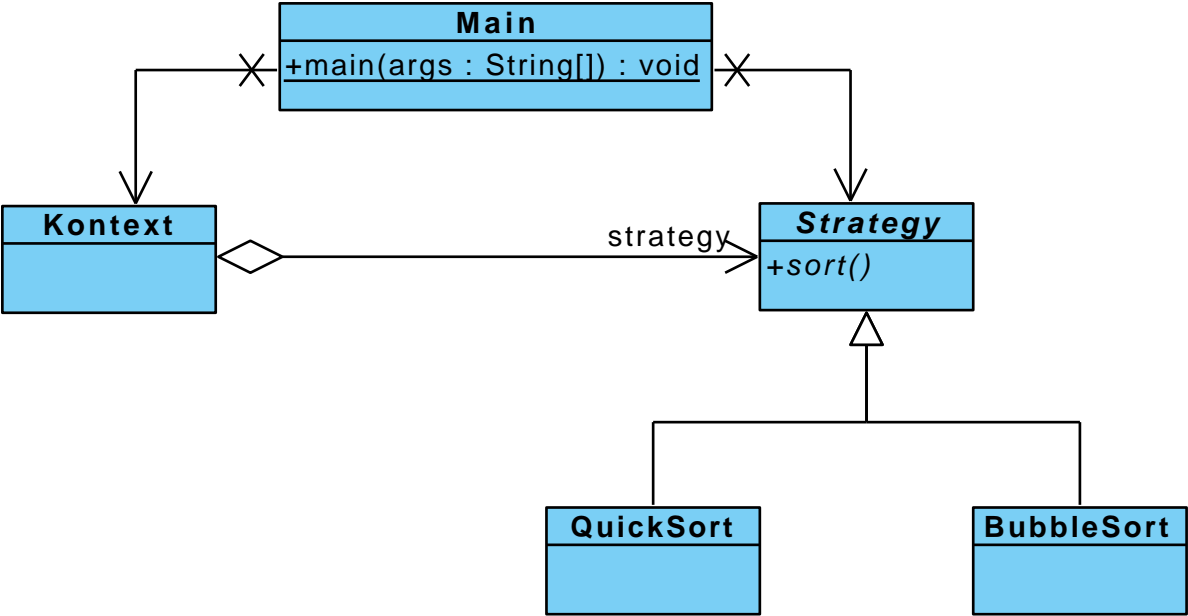 Main
+main(args : String[]) : void
Kontext
strategy
Strategy
+sort()
QuickSort
BubbleSort